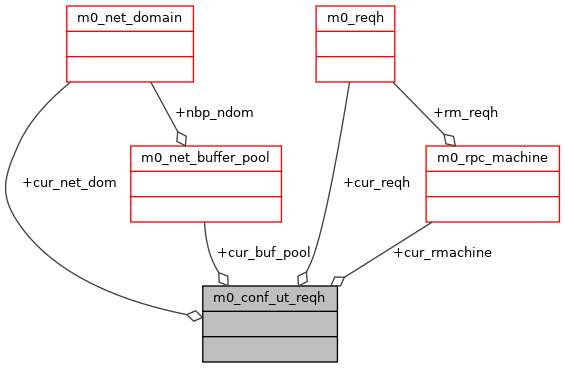 m0_net_domain
m0_reqh
+nbp_ndom
+rm_reqh
m0_net_buffer_pool
m0_rpc_machine
+cur_net_dom
+cur_reqh
+cur_buf_pool
+cur_rmachine
m0_conf_ut_reqh